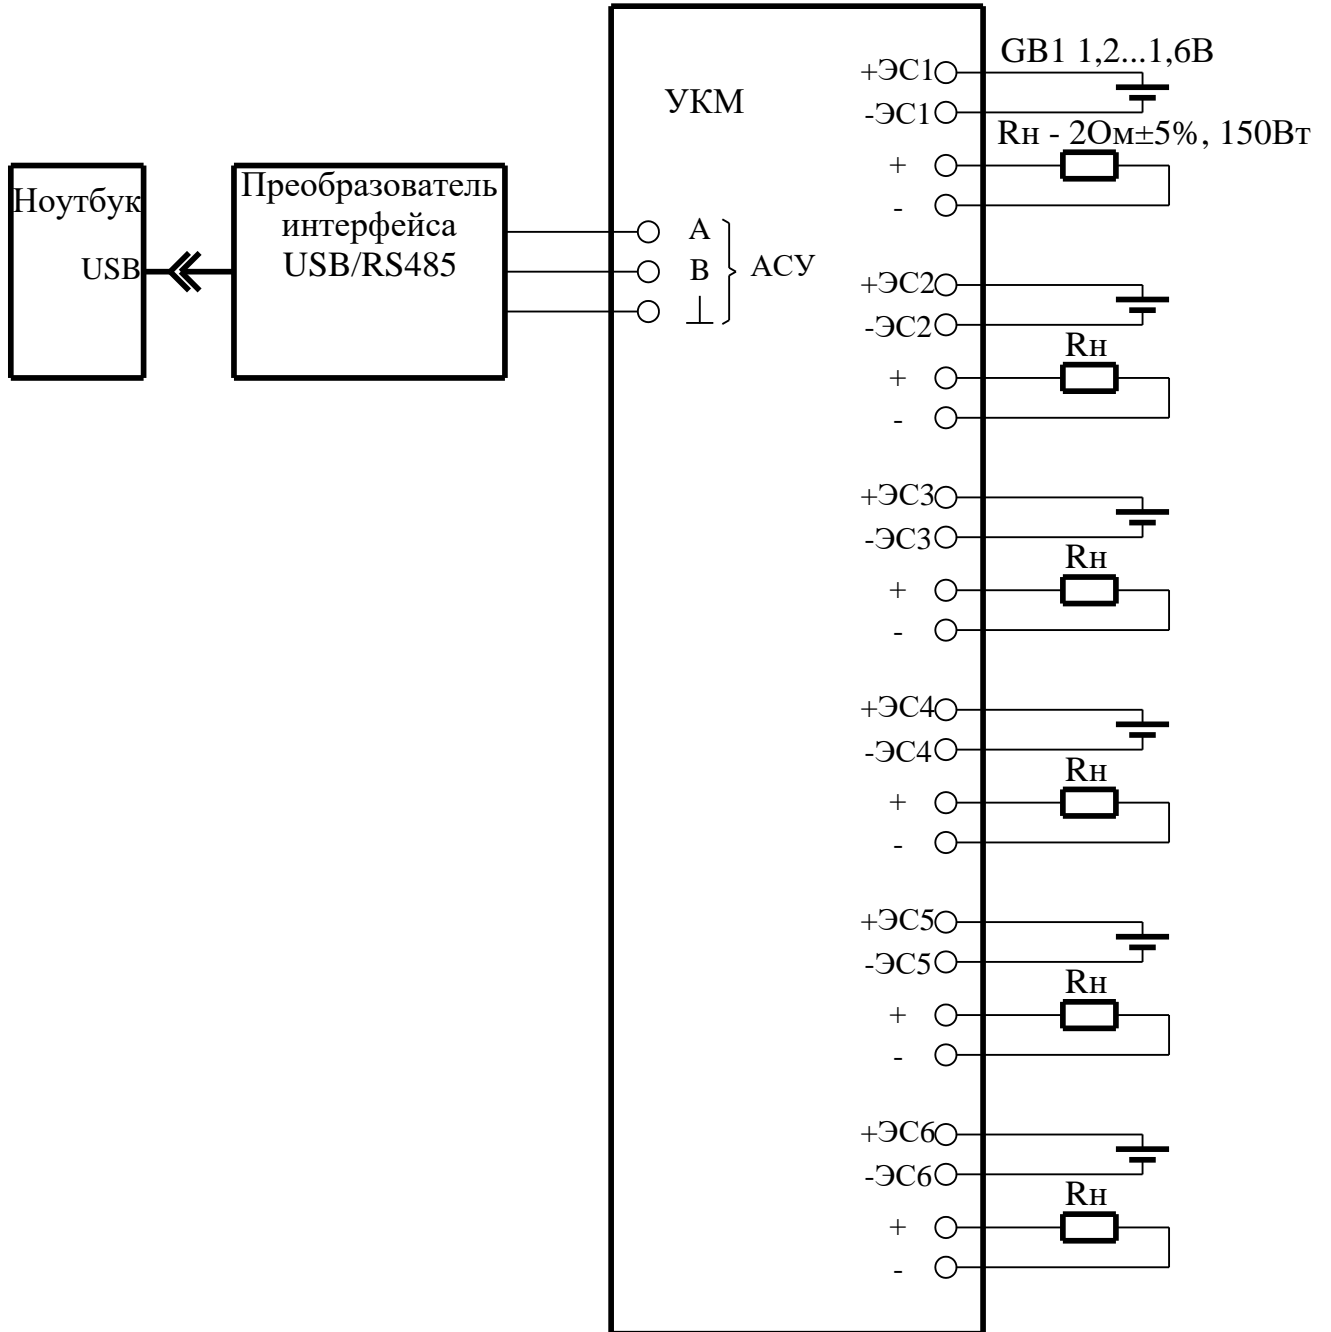 GB1 1,2...1,6В
+ЭС1
УКМ
-ЭС1
Rн - 2Ом±5%, 150Вт
+
-
Ноутбук
USB
Преобразователь
интерфейса
USB/RS485
A
B
⊥
АСУ
+ЭС2
-ЭС2
Rн
+
-
+ЭС3
-ЭС3
Rн
+
-
+ЭС4
-ЭС4
Rн
+
-
+ЭС5
-ЭС5
Rн
+
-
+ЭС6
-ЭС6
Rн
+
-